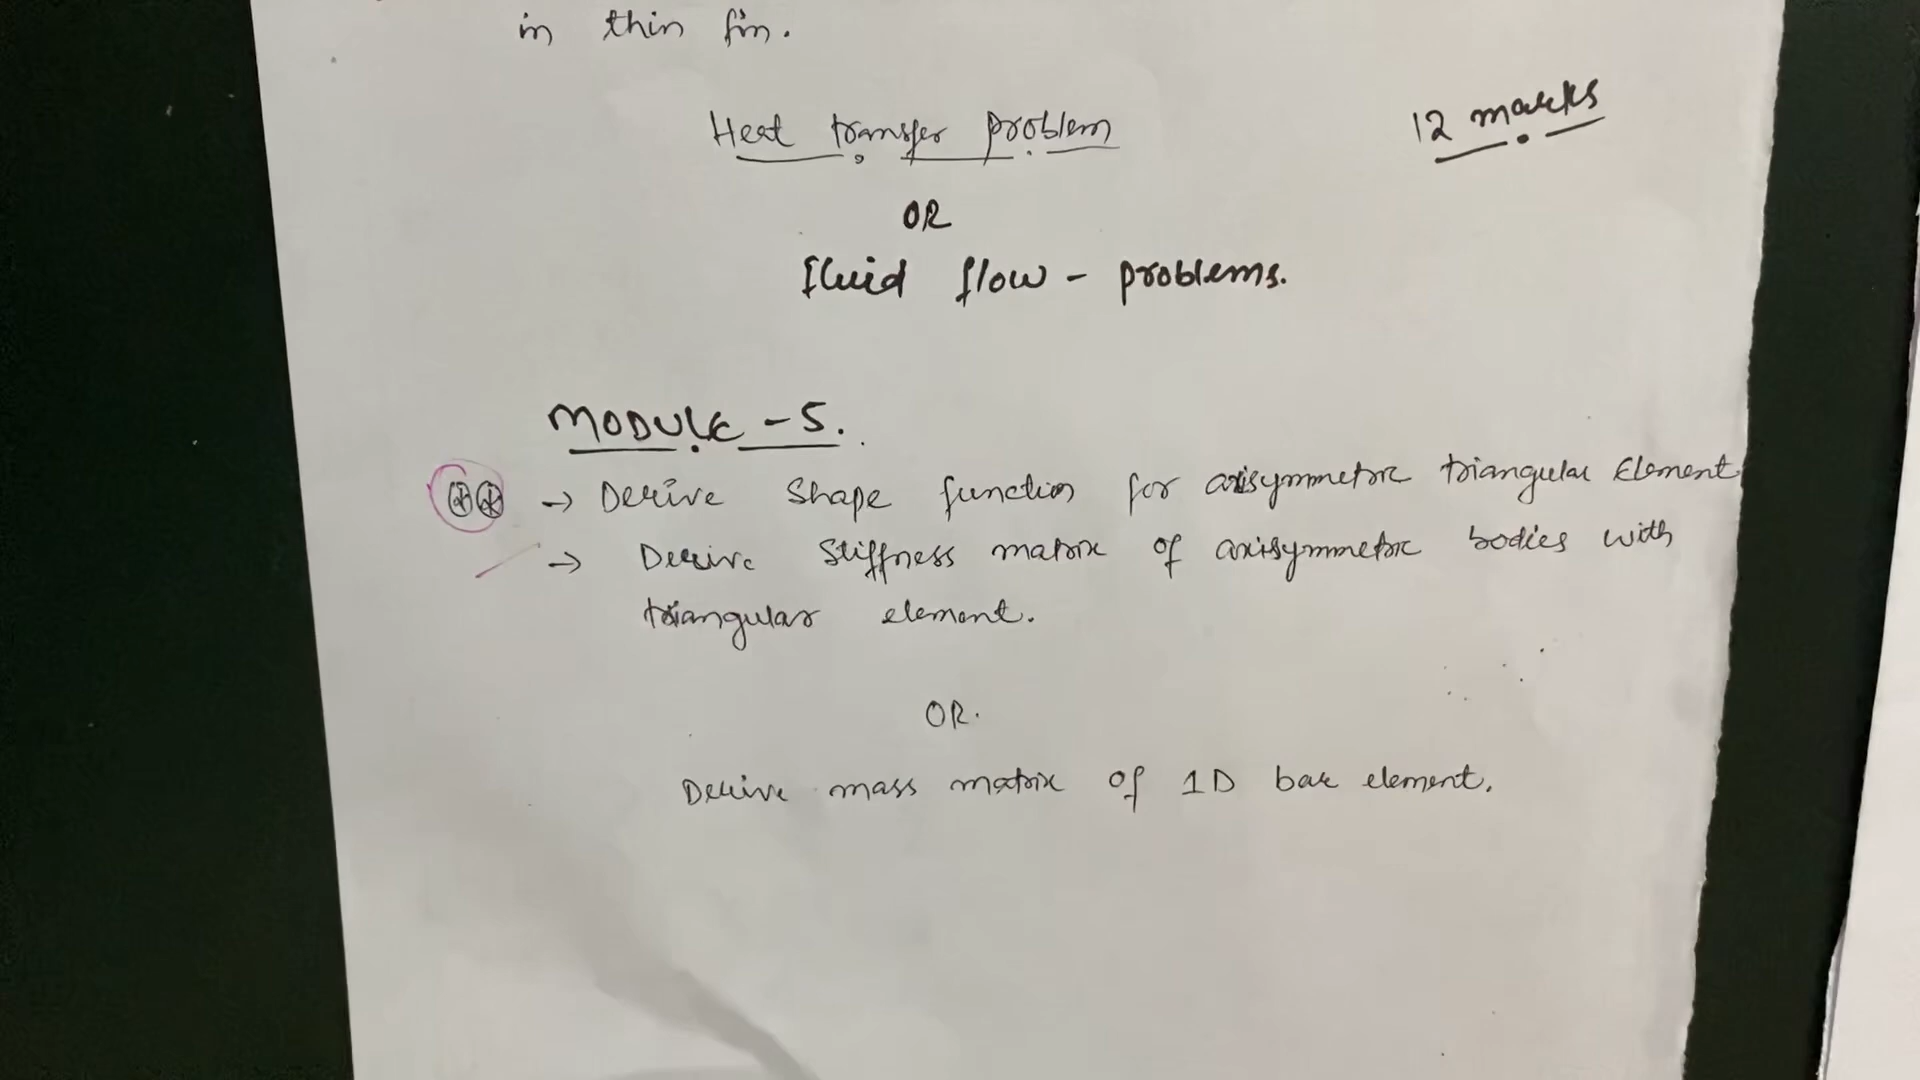 in thin fin.
Heat transfer problem
12 marks
OR
fluid flow - problems.
MODULE - 5.
→ Derive Shape function for axisymmetric triangular Element
→ Derive Stiffness matrix of axisymmetric bodies with
triangular element.
OR.
Derive mass matrix of 1D bar element.